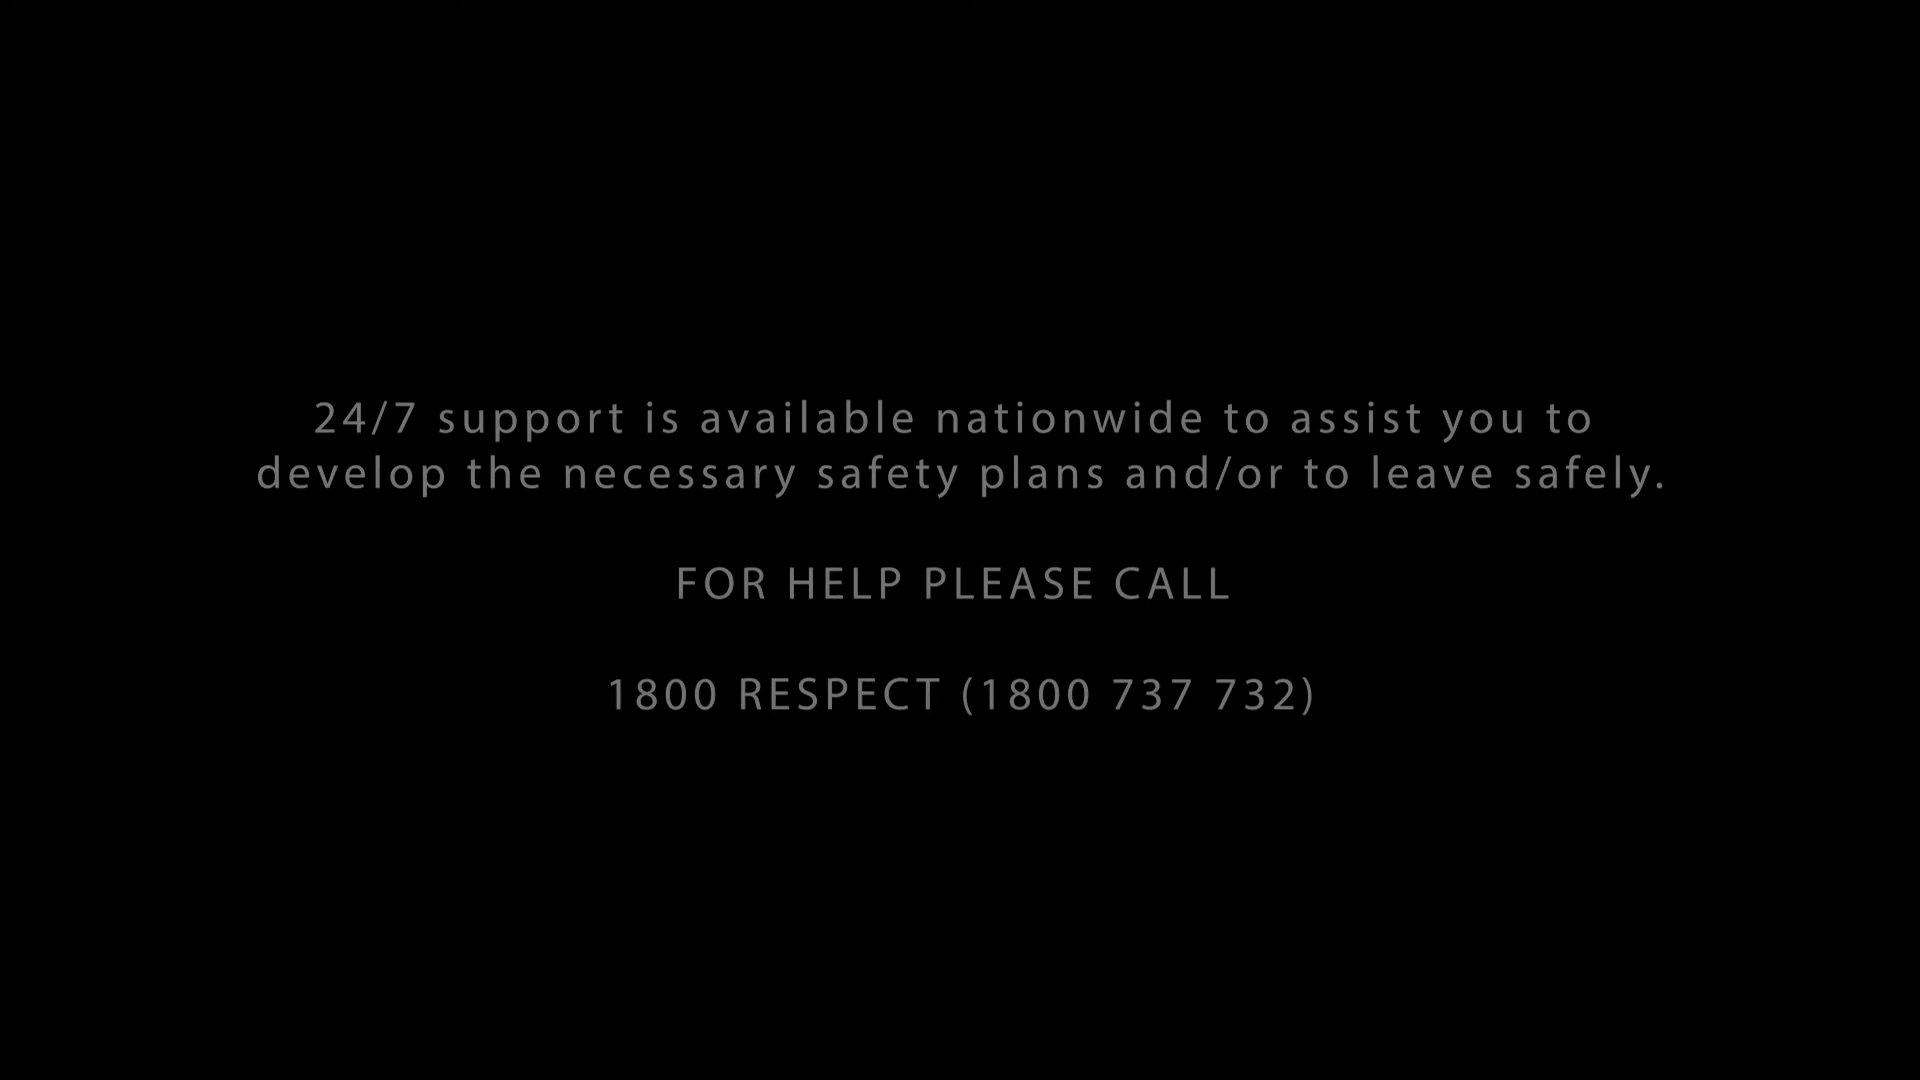 24/7 support is available nationwide to assist you to
develop the necessary safety plans and/or to leave safely.
FOR HELP PLEASE CALL
1800 RESPECT (1800 737 732)